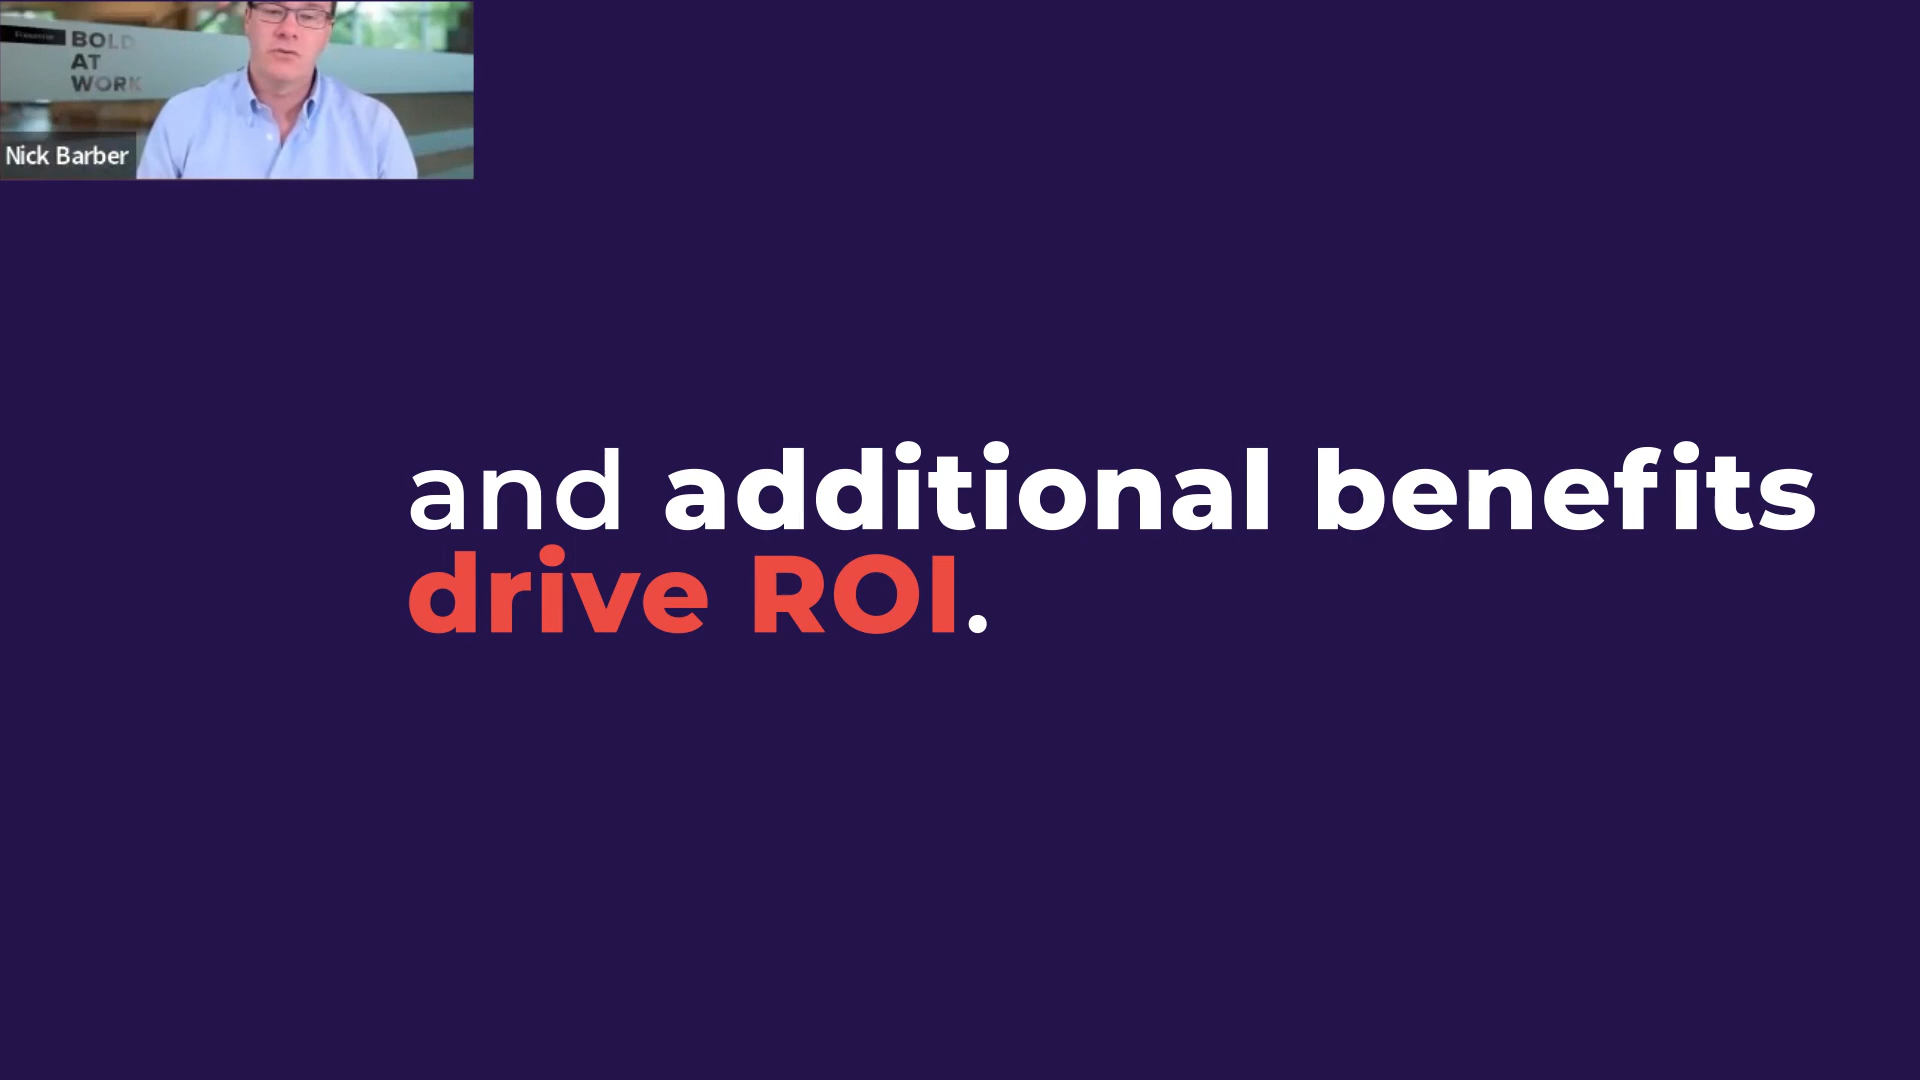 BOLD
AT
WORK
Nick Barber
and additional benefits
drive ROI.